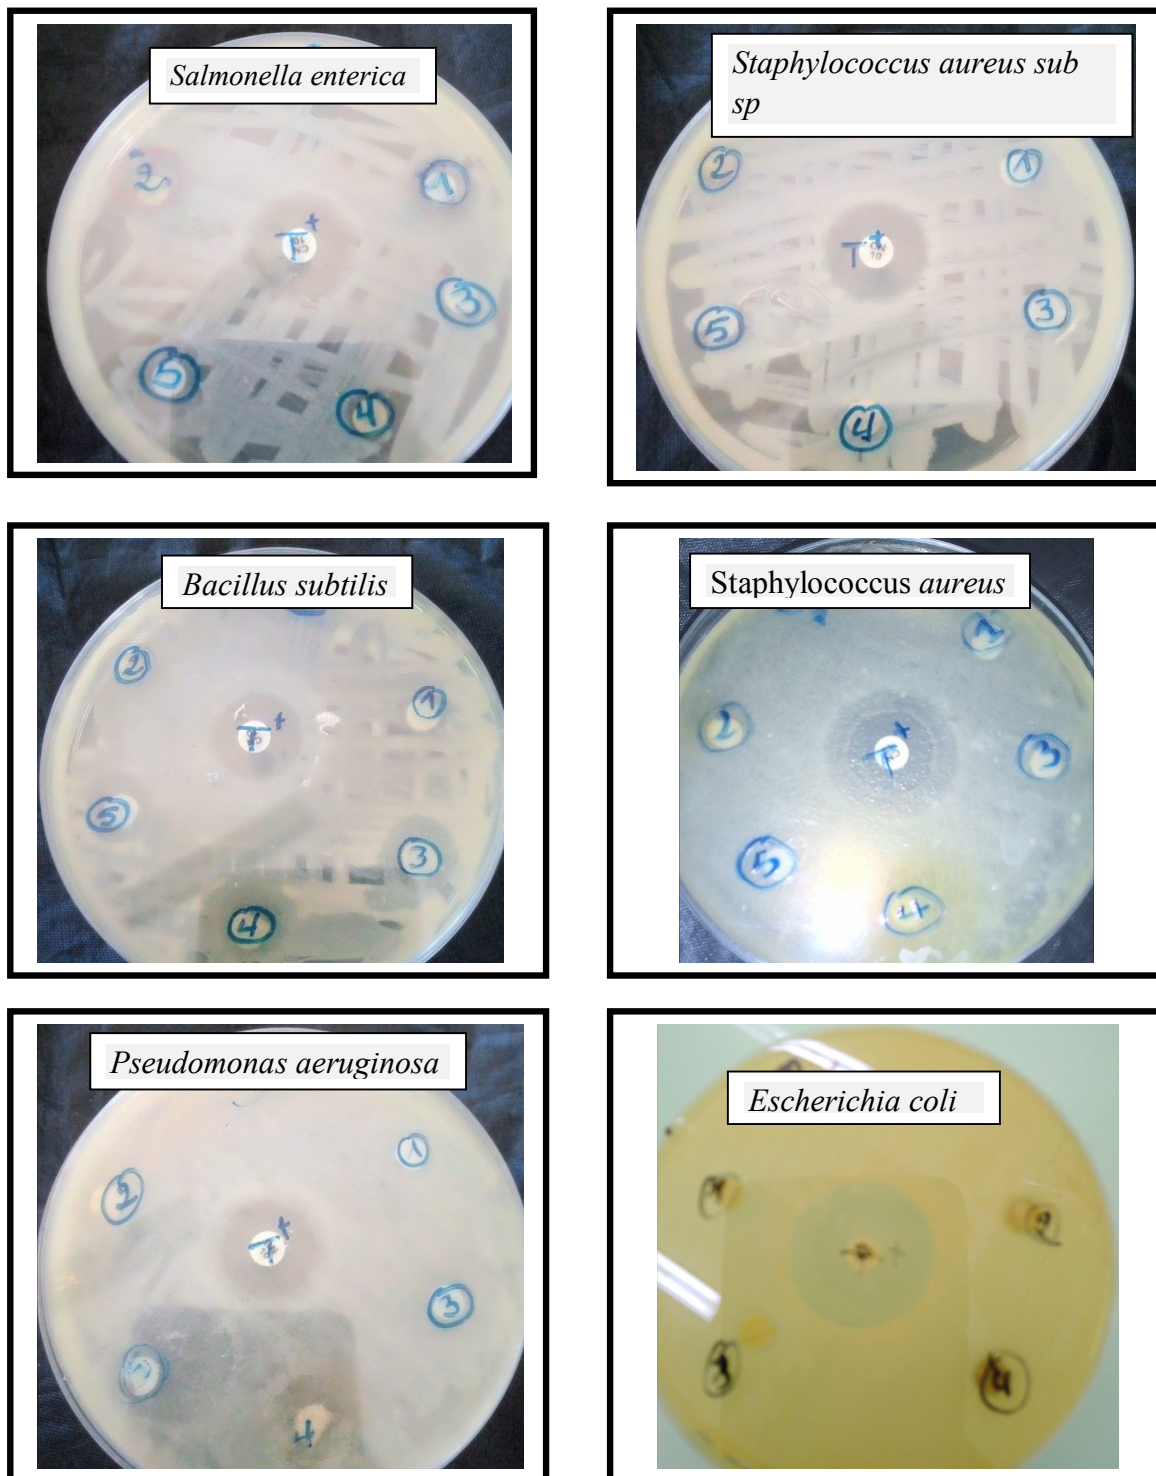 Salmonella enterica
2
1
T+
CN
10
3
5
4
Staphylococcus aureus sub
sp
2
1
T+
CN
10
5
3
4
Bacillus subtilis
2
1
T+
5
3
4
Staphylococcus aureus
1
2
T+
3
5
4
Pseudomonas aeruginosa
1
2
T+
3
5
4
Escherichia coli
2
+
3
4